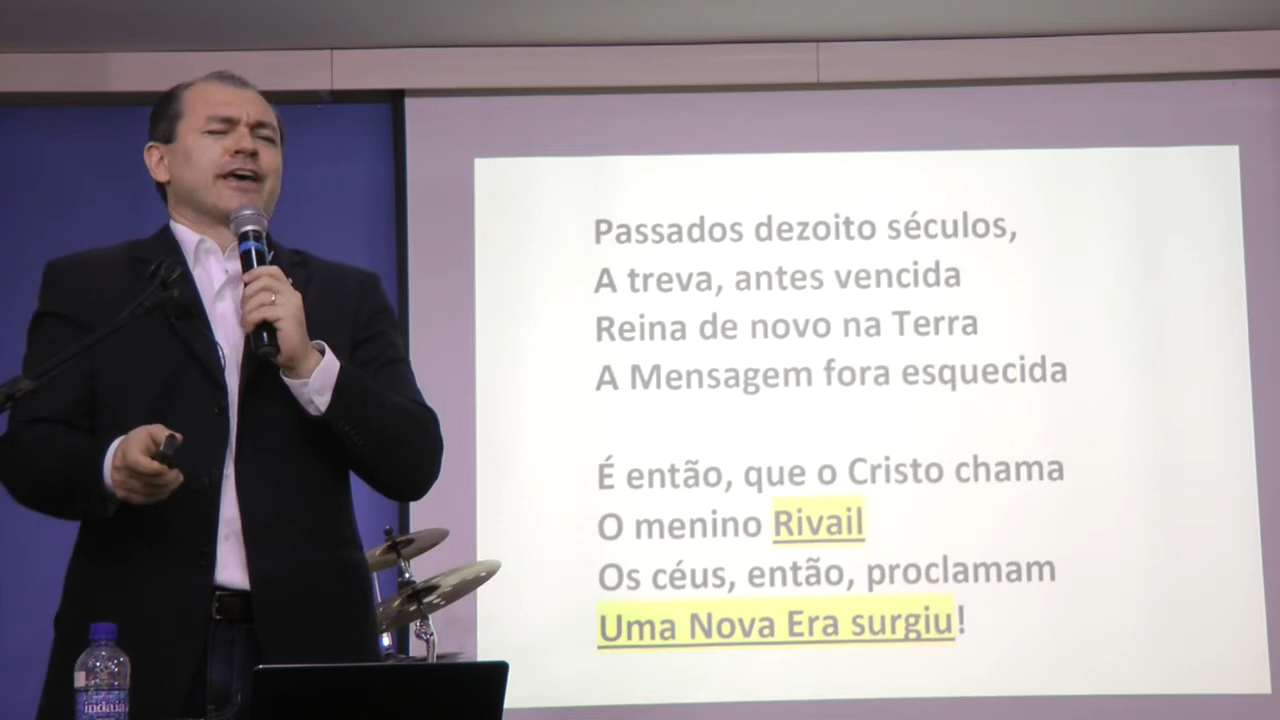 Passados dezoito séculos,
A treva, antes vencida
Reina de novo na Terra
A Mensagem fora esquecida
É então, que o Cristo chama
O menino Rivail
Os céus, então, proclamam
Uma Nova Era surgiu!
indaiá